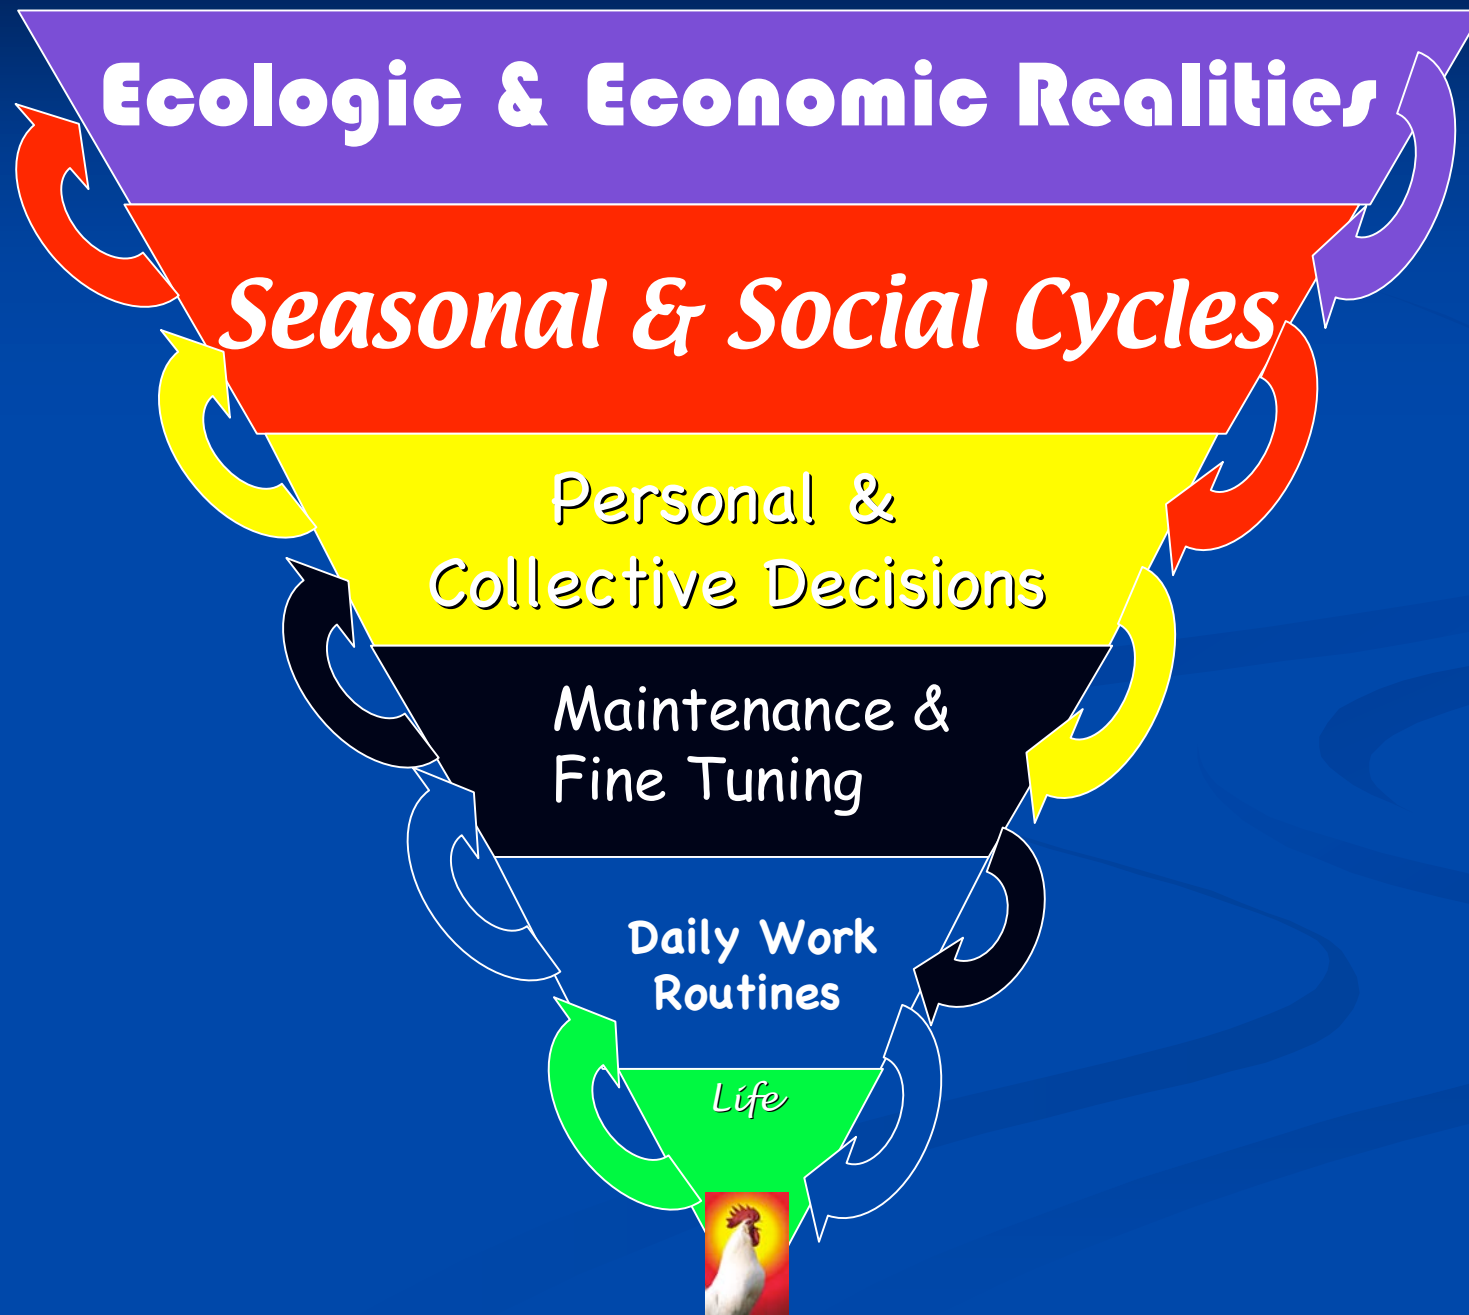 Ecologic & Economic Realities
Seasonal & Social Cycles
Personal &
Collective Decisions
Maintenance &
Fine Tuning
Daily Work
Routines
Life